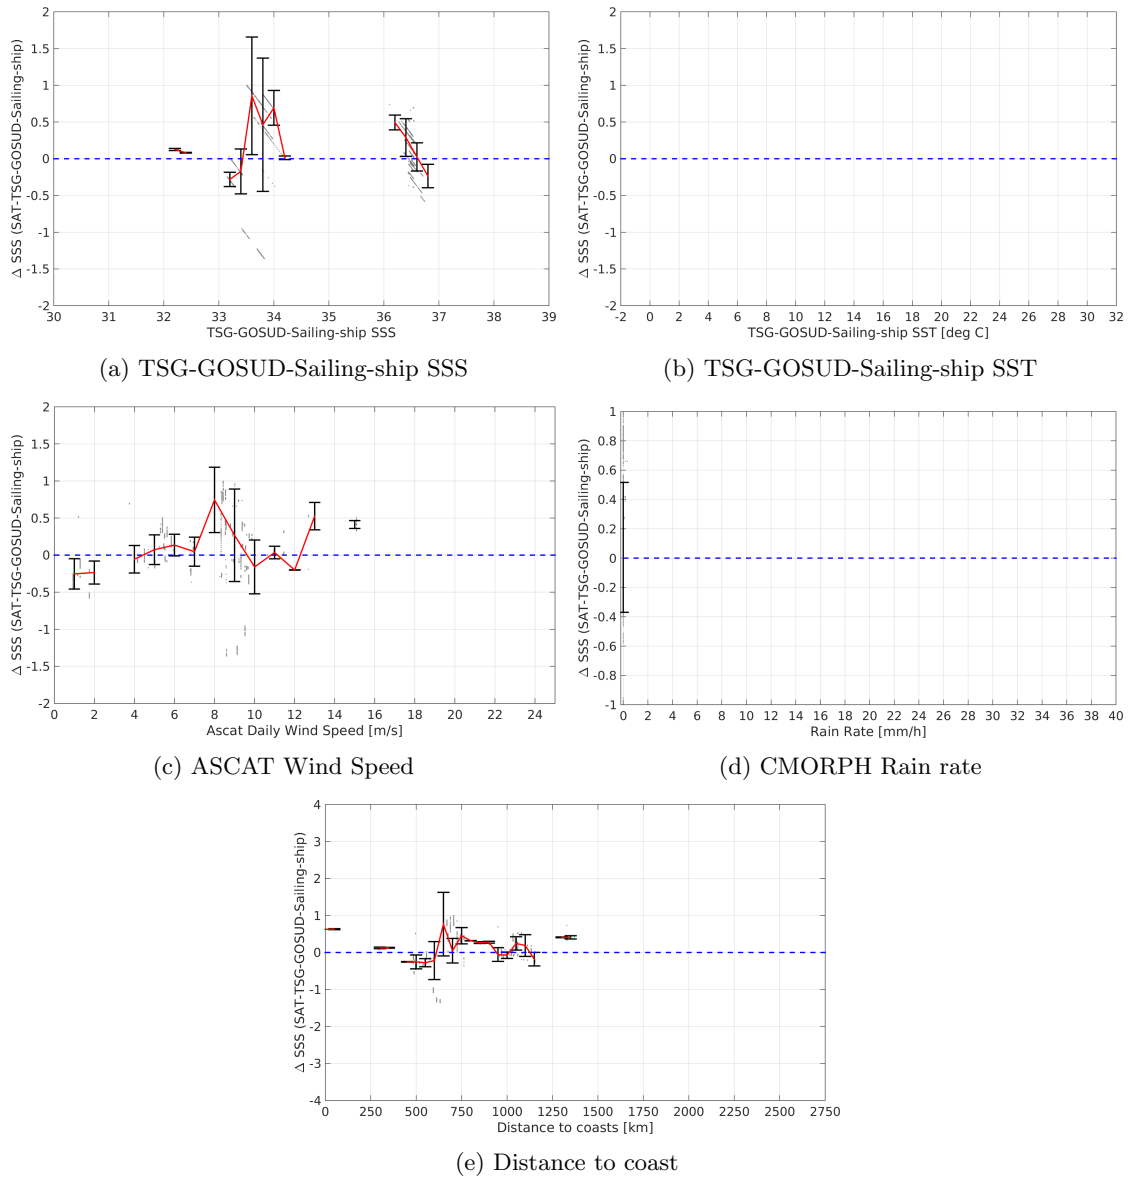 2
1.5
1
0.5
0
-0.5
-1
-1.5
-2
Δ SSS (SAT-TSG-GOSUD-Sailing-ship)
30 31 32 33 34 35 36 37 38 39
TSG-GOSUD-Sailing-ship SSS
(a) TSG-GOSUD-Sailing-ship SSS
2
1.5
1
0.5
0
-0.5
-1
-1.5
-2
Δ SSS (SAT-TSG-GOSUD-Sailing-ship)
-2 0 2 4 6 8 10 12 14 16 18 20 22 24 26 28 30 32
TSG-GOSUD-Sailing-ship SST [deg C]
(b) TSG-GOSUD-Sailing-ship SST
2
1.5
1
0.5
0
-0.5
-1
-1.5
-2
Δ SSS (SAT-TSG-GOSUD-Sailing-ship)
0 2 4 6 8 10 12 14 16 18 20 22 24
Ascat Daily Wind Speed [m/s]
(c) ASCAT Wind Speed
1
0.8
0.6
0.4
0.2
0
-0.2
-0.4
-0.6
-0.8
-1
Δ SSS (SAT-TSG-GOSUD-Sailing-ship)
0 2 4 6 8 10 12 14 16 18 20 22 24 26 28 30 32 34 36 38 40
Rain Rate [mm/h]
(d) CMORPH Rain rate
4
3
2
1
0
-1
-2
-3
-4
Δ SSS (SAT-TSG-GOSUD-Sailing-ship)
0 250 500 750 1000 1250 1500 1750 2000 2250 2500 2750
Distance to coasts [km]
(e) Distance to coast